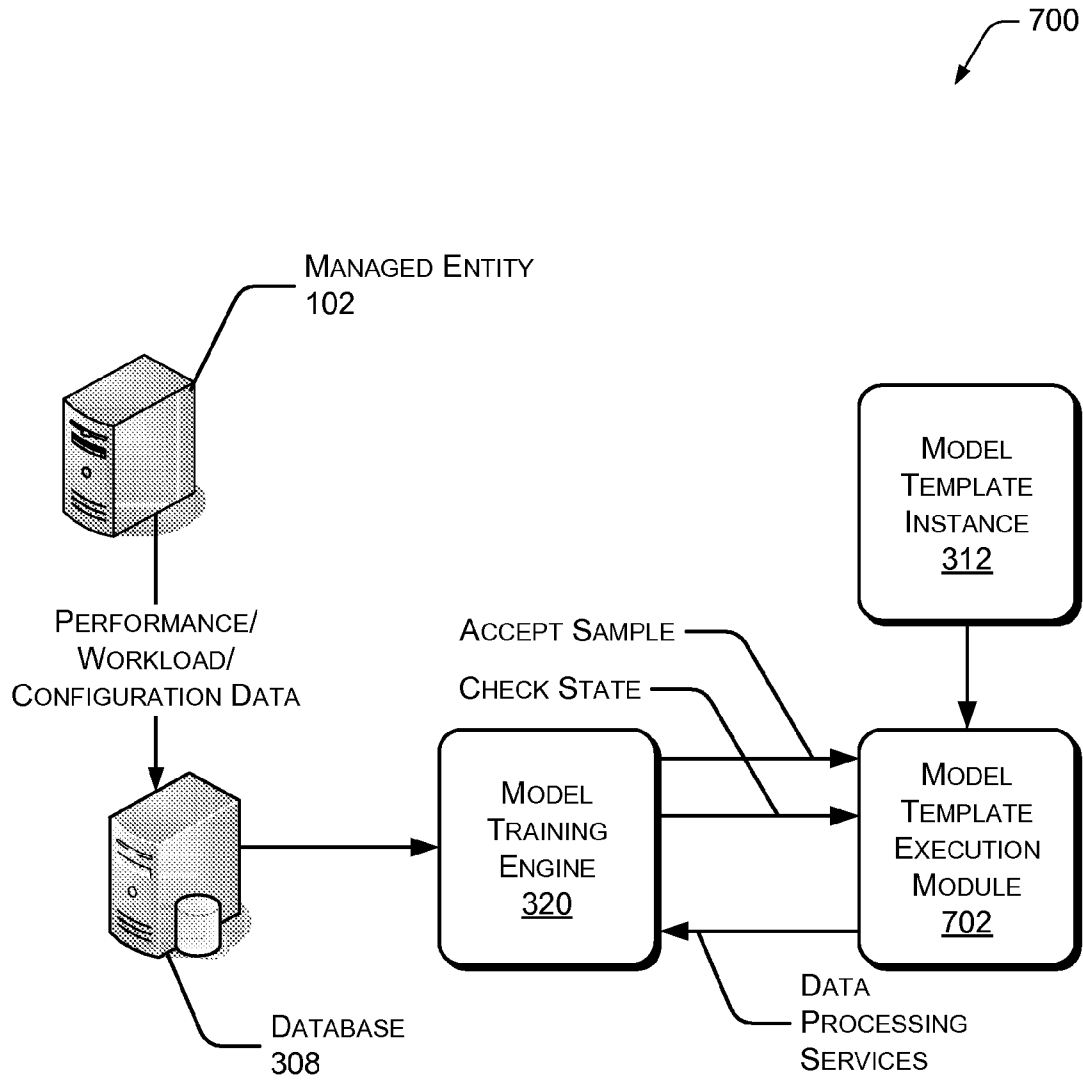 700
MANAGED ENTITY
102
MODEL
TEMPLATE
INSTANCE
312
PERFORMANCE/
WORKLOAD/
CONFIGURATION DATA
ACCEPT SAMPLE
CHECK STATE
MODEL
TRAINING
ENGINE
320
MODEL
TEMPLATE
EXECUTION
MODULE
702
DATABASE
308
DATA
PROCESSING
SERVICES